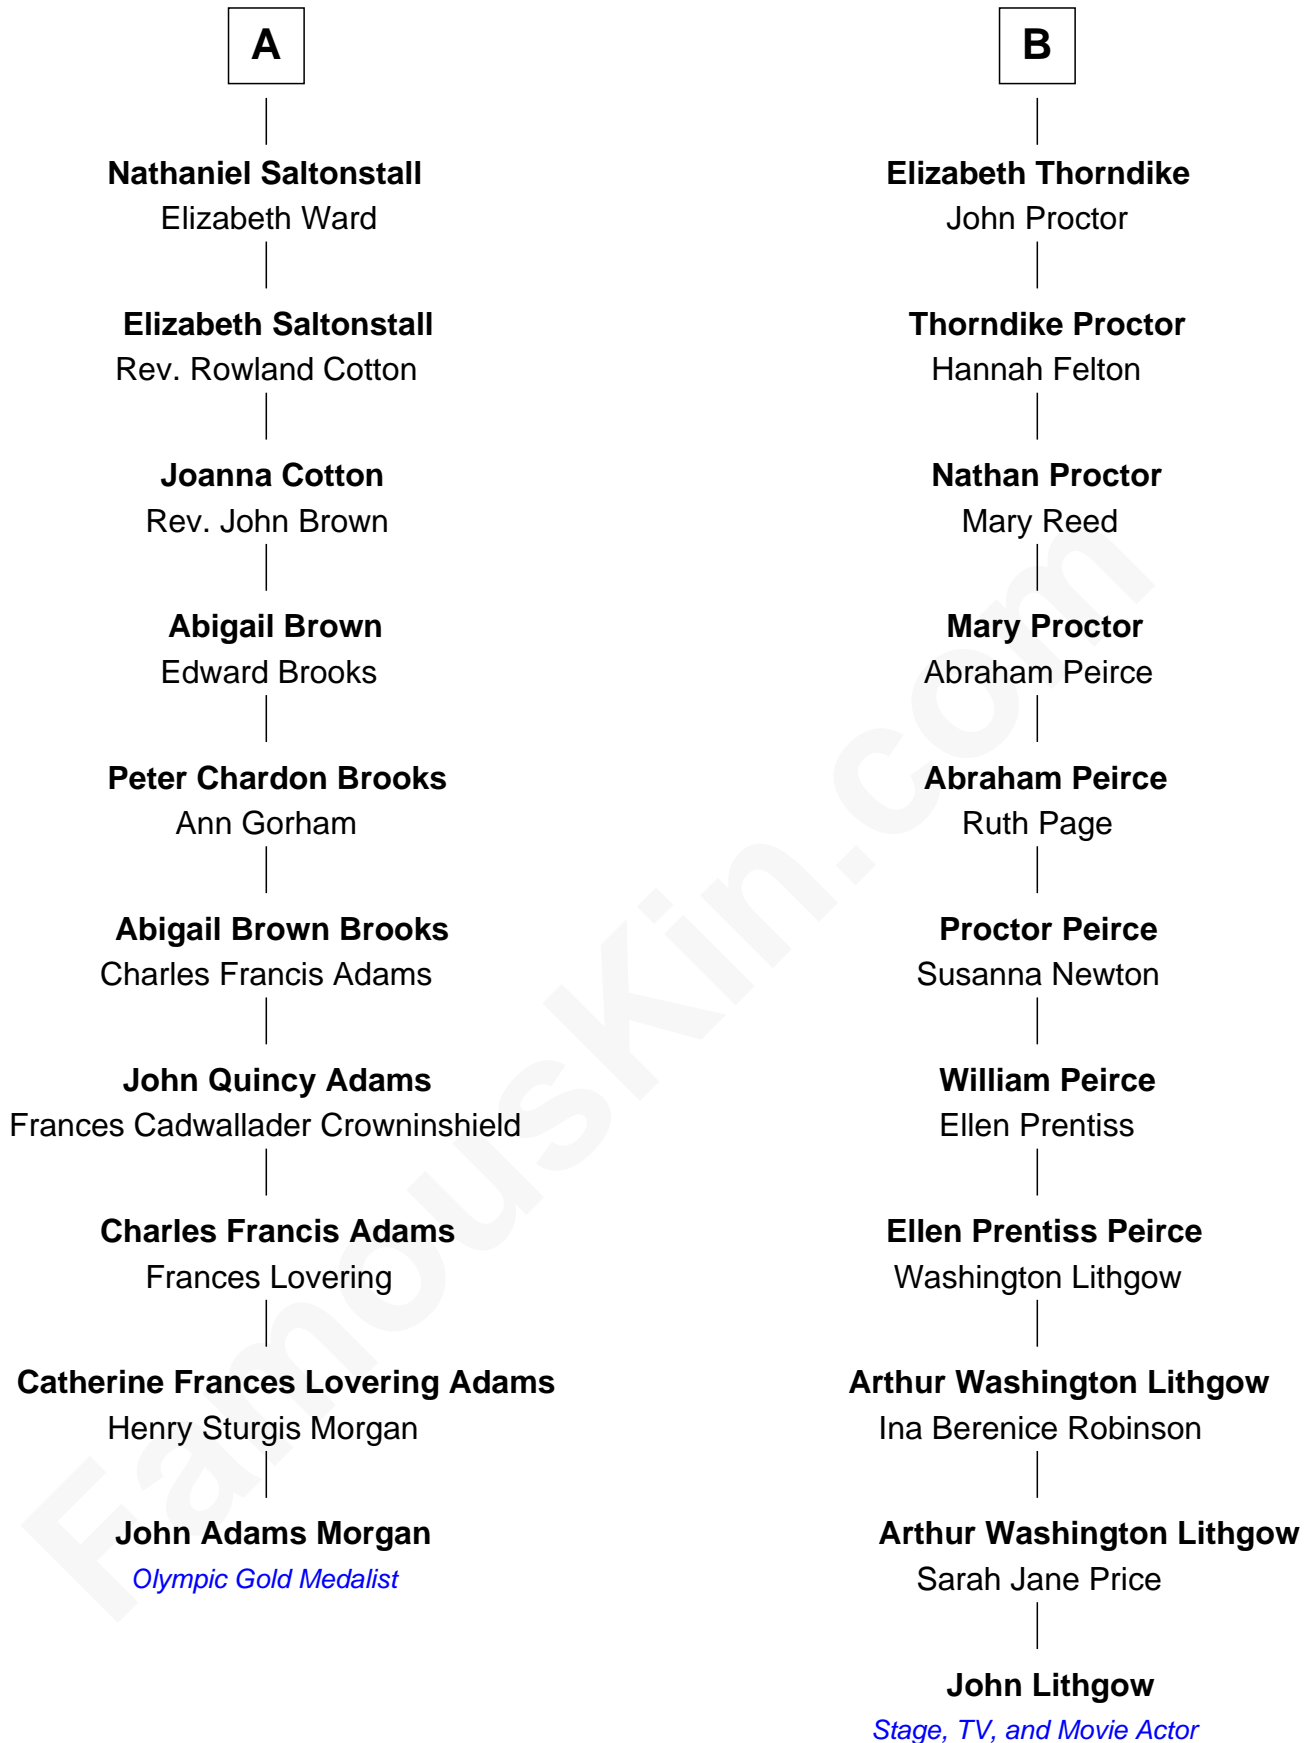 A
Nathaniel Saltonstall
Elizabeth Ward
Elizabeth Saltonstall
Rev. Rowland Cotton
Joanna Cotton
Rev. John Brown
Abigail Brown
Edward Brooks
Peter Chardon Brooks
Ann Gorham
Abigail Brown Brooks
Charles Francis Adams
John Quincy Adams
Frances Cadwallader Crowninshield
Charles Francis Adams
Frances Lovering
Catherine Frances Lovering Adams
Henry Sturgis Morgan
John Adams Morgan
Olympic Gold Medalist
B
Elizabeth Thorndike
John Proctor
Thorndike Proctor
Hannah Felton
Nathan Proctor
Mary Reed
Mary Proctor
Abraham Peirce
Abraham Peirce
Ruth Page
Proctor Peirce
Susanna Newton
William Peirce
Ellen Prentiss
Ellen Prentiss Peirce
Washington Lithgow
Arthur Washington Lithgow
Ina Berenice Robinson
Arthur Washington Lithgow
Sarah Jane Price
John Lithgow
Stage, TV, and Movie Actor
FamousKin.com